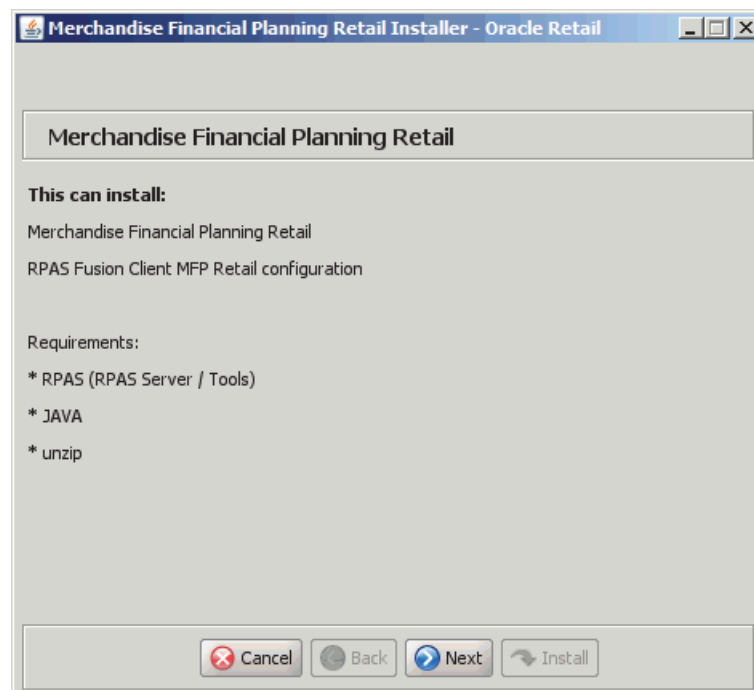 Merchandise Financial Planning Retail Installer - Oracle Retail
Merchandise Financial Planning Retail
This can install:
Merchandise Financial Planning Retail
RPAS Fusion Client MFP Retail configuration
Requirements:
* RPAS (RPAS Server / Tools)
* JAVA
* unzip
Cancel Back Next Install